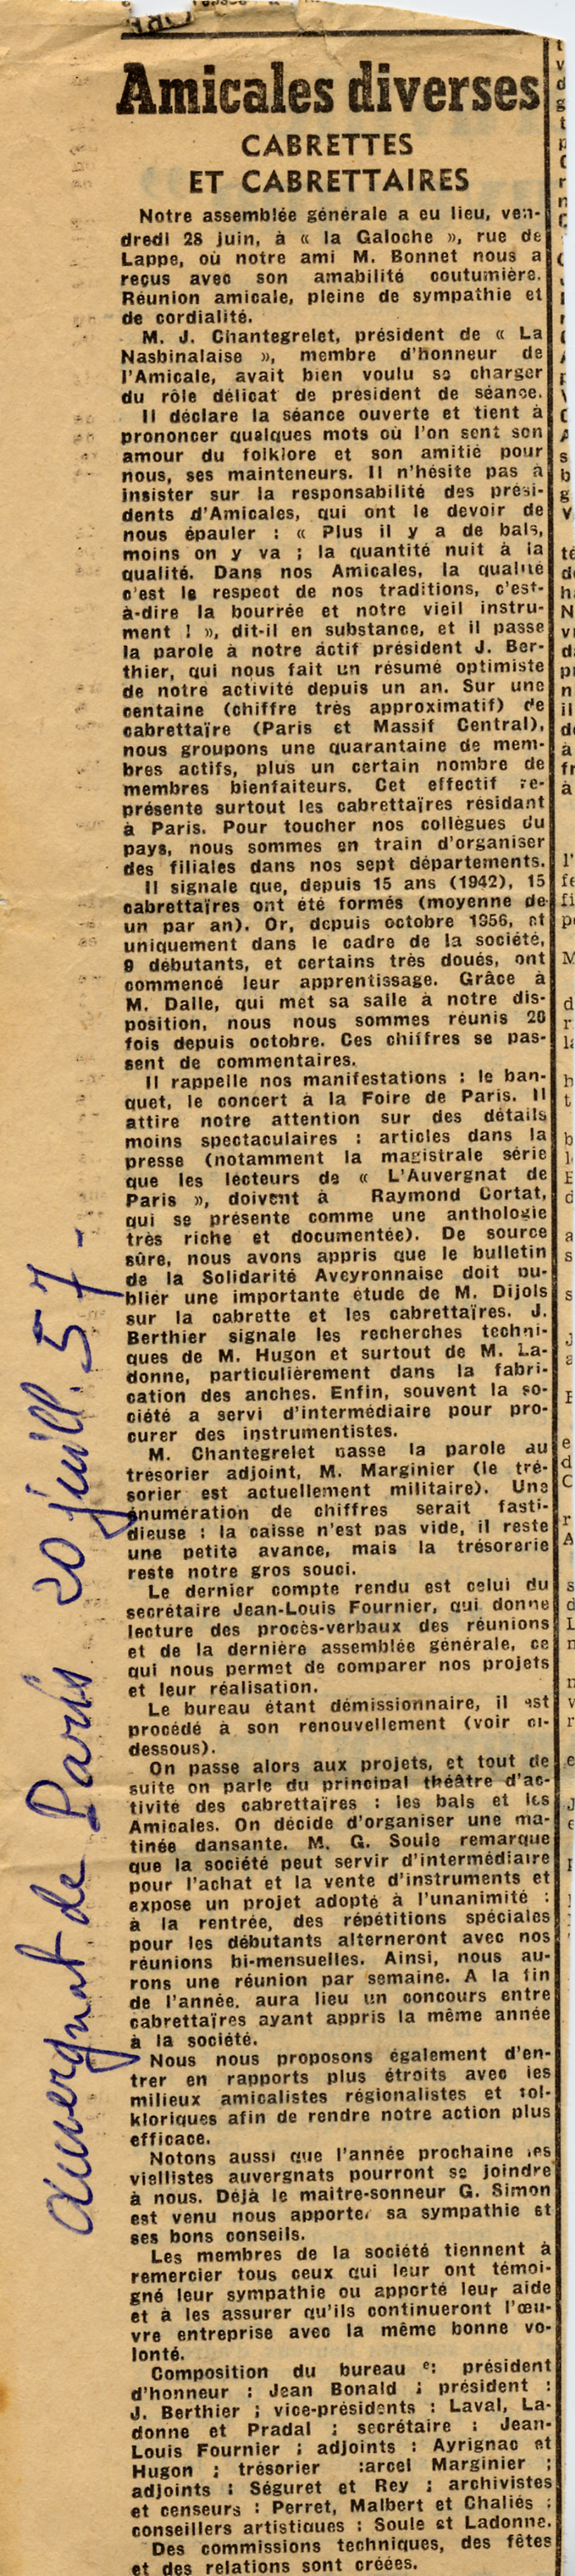 Amicales diverses
CABRETTES
ET CABRETTAIRES
Notre assemblée générale a eu lieu, ven-
dredi 28 juin, à « la Galoche », rue de
Lappe, où notre ami M. Bonnet nous a
reçus avec son amabilité coutumière.
Réunion amicale, pleine de sympathie et
de cordialité.
M. J. Chantegrelet, président de « La
Nasbinalaise », membre d'honneur de
l'Amicale, avait bien voulu se charger
du rôle délicat de président de séance.
Il déclare la séance ouverte et tient à
prononcer quelques mots où l'on sent son
amour du folklore et son amitié pour
nous, ses mainteneurs. Il n'hésite pas à
insister sur la responsabilité des prési-
dents d'Amicales, qui ont le devoir de
nous épauler : « Plus il y a de bals,
moins on y va ; la quantité nuit à la
qualité. Dans nos Amicales, la qualité
c'est le respect de nos traditions, c'est-
à-dire la bourrée et notre vieil instru-
ment ! », dit-il en substance, et il passe
la parole à notre actif président J. Ber-
thier, qui nous fait un résumé optimiste
de notre activité depuis un an. Sur une
centaine (chiffre très approximatif) de
cabrettaïre (Paris et Massif Central),
nous groupons une quarantaine de mem-
bres actifs, plus un certain nombre de
membres bienfaiteurs. Cet effectif re-
présente surtout les cabrettaïres résidant
à Paris. Pour toucher nos collègues du
pays, nous sommes en train d'organiser
des filiales dans nos sept départements.
Il signale que, depuis 15 ans (1942), 15
cabrettaïres ont été formés (moyenne de
un par an). Or, depuis octobre 1956, et
uniquement dans le cadre de la société,
9 débutants, et certains très doués, ont
commencé leur apprentissage. Grâce à
M. Dalle, qui met sa salle à notre dis-
position, nous nous sommes réunis 20
fois depuis octobre. Ces chiffres se pas-
sent de commentaires.
Il rappelle nos manifestations : le ban-
quet, le concert à la Foire de Paris. Il
attire notre attention sur des détails
moins spectaculaires : articles dans la
presse (notamment la magistrale série
que les lecteurs de « L'Auvergnat de
Paris », doivent à Raymond Cortat,
qui se présente comme une anthologie
très riche et documentée). De source
sûre, nous avons appris que le bulletin
de la Solidarité Aveyronnaise doit pu-
blier une importante étude de M. Dijols
sur la cabrette et les cabrettaïres. J.
Berthier signale les recherches techni-
ques de M. Hugon et surtout de M. La-
donne, particulièrement dans la fabri-
cation des anches. Enfin, souvent la so-
ciété a servi d'intermédiaire pour pro-
curer des instrumentistes.
M. Chantegrelet passe la parole au
trésorier adjoint, M. Marginier (le tré-
sorier est actuellement militaire). Une
énumération de chiffres serait fasti-
dieuse : la caisse n'est pas vide, il reste
une petite avance, mais la trésorerie
reste notre gros souci.
Le dernier compte rendu est celui du
secrétaire Jean-Louis Fournier, qui donne
lecture des procès-verbaux des réunions
et de la dernière assemblée générale, ce
qui nous permet de comparer nos projets
et leur réalisation.
Le bureau étant démissionnaire, il est
procédé à son renouvellement (voir ci-
dessous).
On passe alors aux projets, et tout de
suite on parle du principal théâtre d'ac-
tivité des cabrettaïres : les bals et les
Amicales. On décide d'organiser une ma-
tinée dansante. M. G. Soule remarque
que la société peut servir d'intermédiaire
pour l'achat et la vente d'instruments et
expose un projet adopté à l'unanimité :
à la rentrée, des répétitions spéciales
pour les débutants alterneront avec nos
réunions bi-mensuelles. Ainsi, nous au-
rons une réunion par semaine. A la fin
de l'année, aura lieu un concours entre
cabrettaïres ayant appris la même année
à la société.
Nous nous proposons également d'en-
trer en rapports plus étroits avec les
milieux amicalistes régionalistes et fol-
kloriques afin de rendre notre action plus
efficace.
Notons aussi que l'année prochaine les
viellistes auvergnats pourront se joindre
à nous. Déjà le maître-sonneur G. Simon
est venu nous apporter sa sympathie et
ses bons conseils.
Les membres de la société tiennent à
remercier tous ceux qui leur ont témoi-
gné leur sympathie ou apporté leur aide
et à les assurer qu'ils continueront l'œu-
vre entreprise avec la même bonne vo-
lonté.
Composition du bureau e: président
d'honneur : Jean Bonald ; président :
J. Berthier ; vice-présidents : Laval, La-
donne et Pradal ; secrétaire : Jean-
Louis Fournier ; adjoints : Ayrignac et
Hugon ; trésorier :arcel Marginier ;
adjoints : Séguret et Rey ; archivistes
et censeurs : Perret, Malbert et Chaliés ;
conseillers artistiques : Soule et Ladonne.
Des commissions techniques, des fêtes
et des relations sont créées.
Auvergnat de Paris 20 juill. 57 -